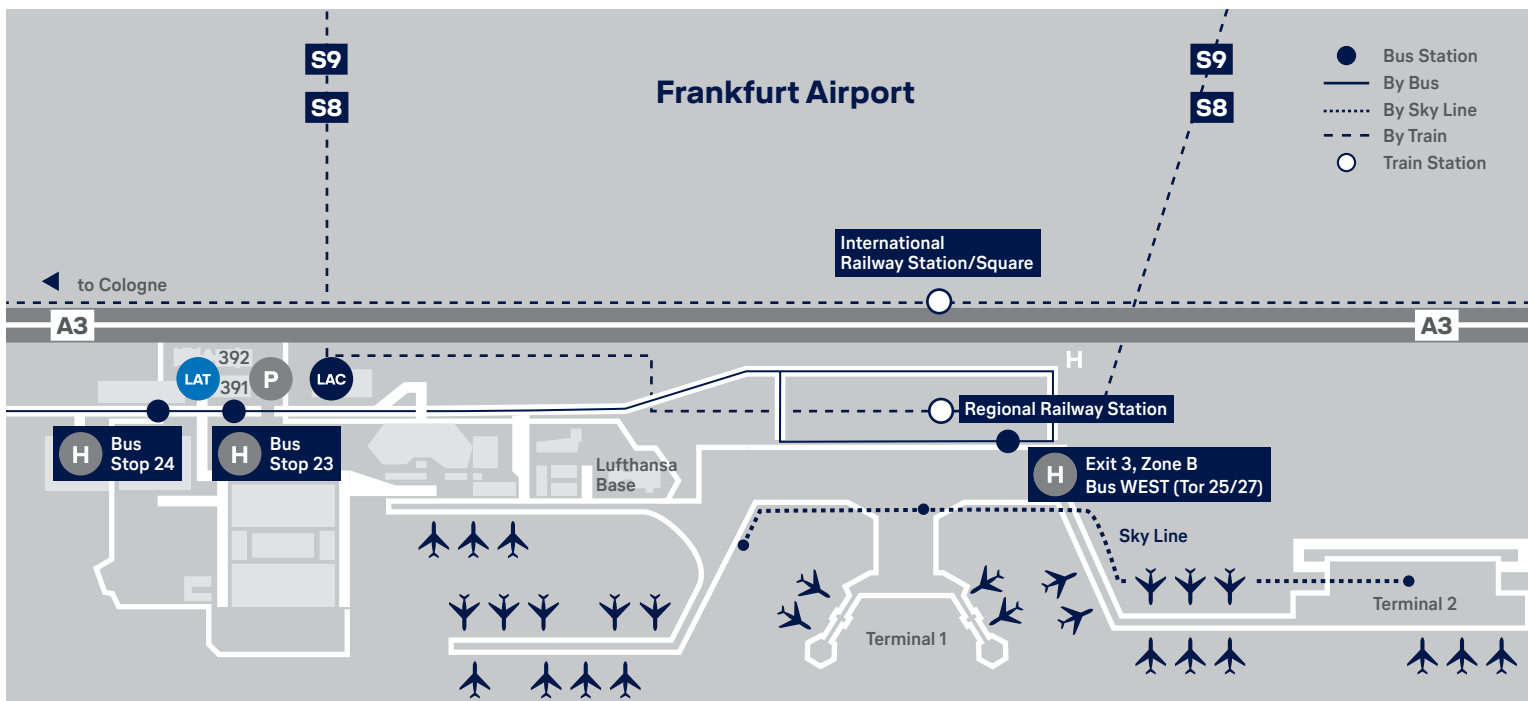 S9
S8
Frankfurt Airport
S9
S8
Bus Station
By Bus
By Sky Line
By Train
Train Station
International
Railway Station/Square
to Cologne
A3
A3
392
391
LAT
P
LAC
H
Regional Railway Station
H
Bus
Stop 24
H
Bus
Stop 23
Lufthansa
Base
H
Exit 3, Zone B
Bus WEST (Tor 25/27)
Sky Line
Terminal 1
Terminal 2